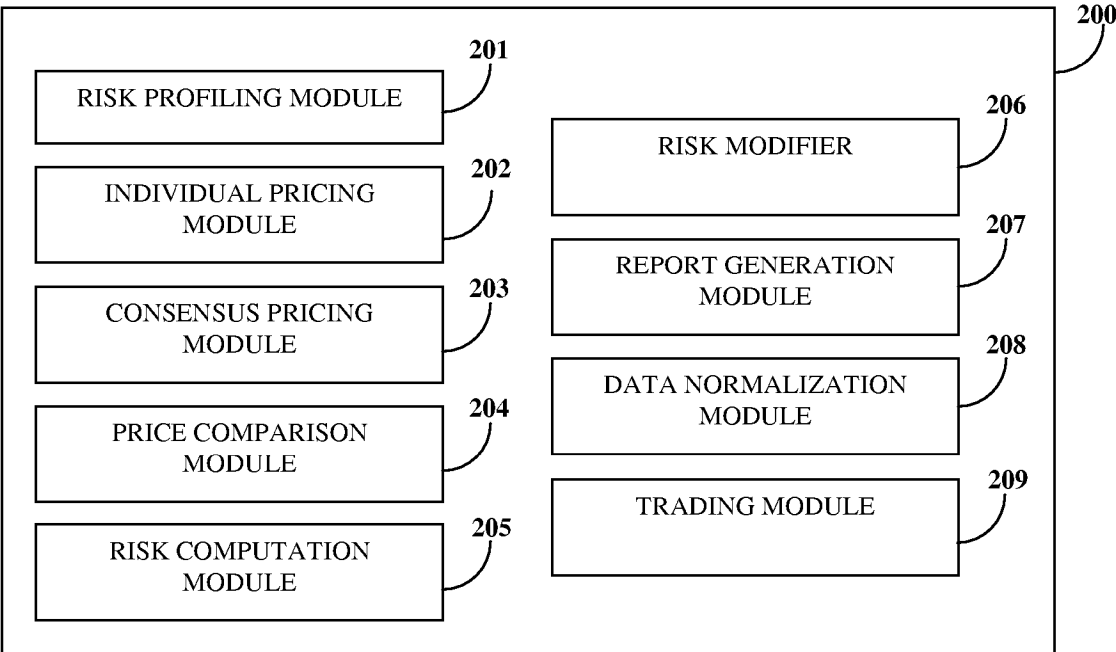 200
201
RISK PROFILING MODULE
202
INDIVIDUAL PRICING
MODULE
203
CONSENSUS PRICING
MODULE
204
PRICE COMPARISON
MODULE
205
RISK COMPUTATION
MODULE
206
RISK MODIFIER
207
REPORT GENERATION
MODULE
208
DATA NORMALIZATION
MODULE
209
TRADING MODULE